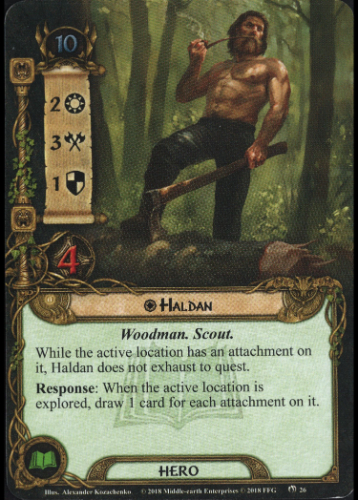 10
2
3
1
4
HALDAN
Woodman. Scout.
While the active location has an attachment on
it, Haldan does not exhaust to quest.
Response: When the active location is
explored, draw 1 card for each attachment on it.
Illus. Alexander Kozachenko © 2018 Middle-earth Enterprises © 2018 FFG 26
HERO